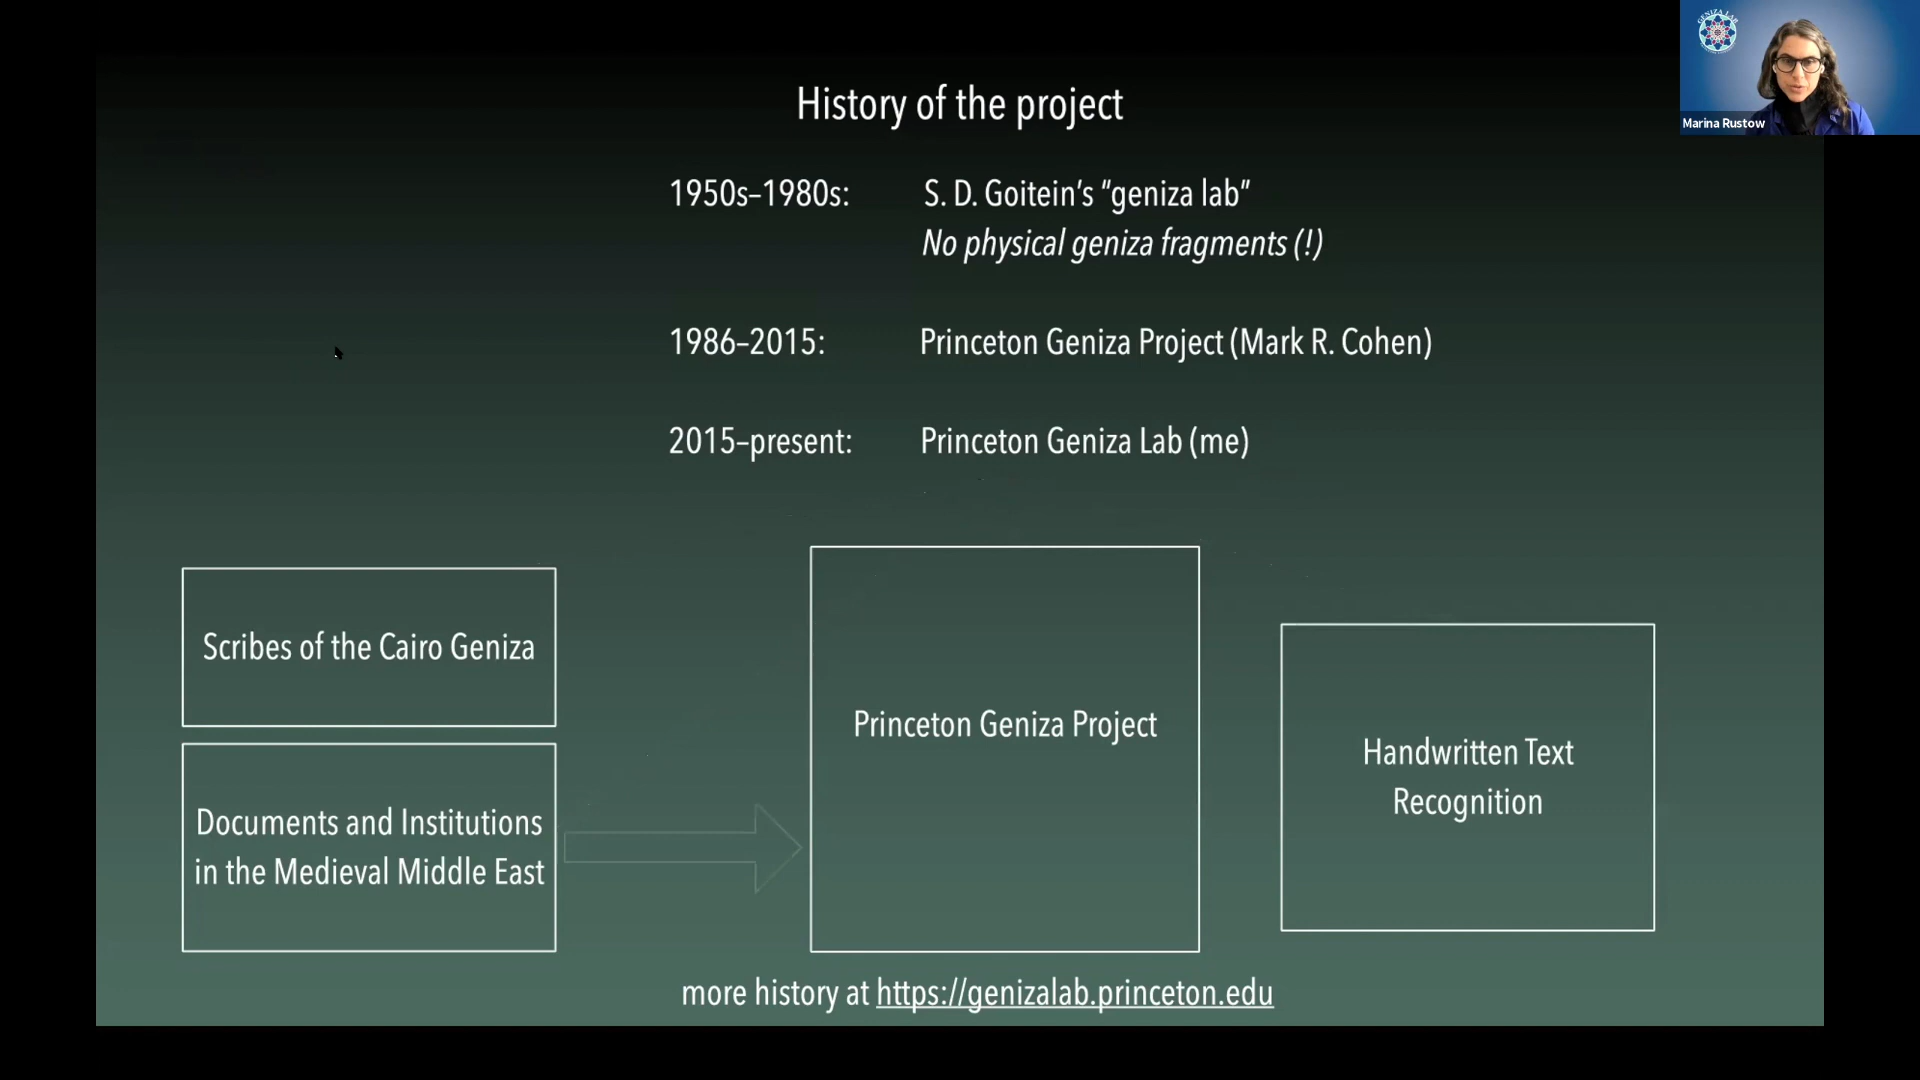 History of the project
1950s–1980s: S. D. Goitein’s “geniza lab”
No physical geniza fragments (!)
1986–2015: Princeton Geniza Project (Mark R. Cohen)
2015–present: Princeton Geniza Lab (me)
Scribes of the Cairo Geniza
Documents and Institutions
in the Medieval Middle East
Princeton Geniza Project
Handwritten Text
Recognition
more history at https://genizalab.princeton.edu
GENIZA LAB
Marina Rustow